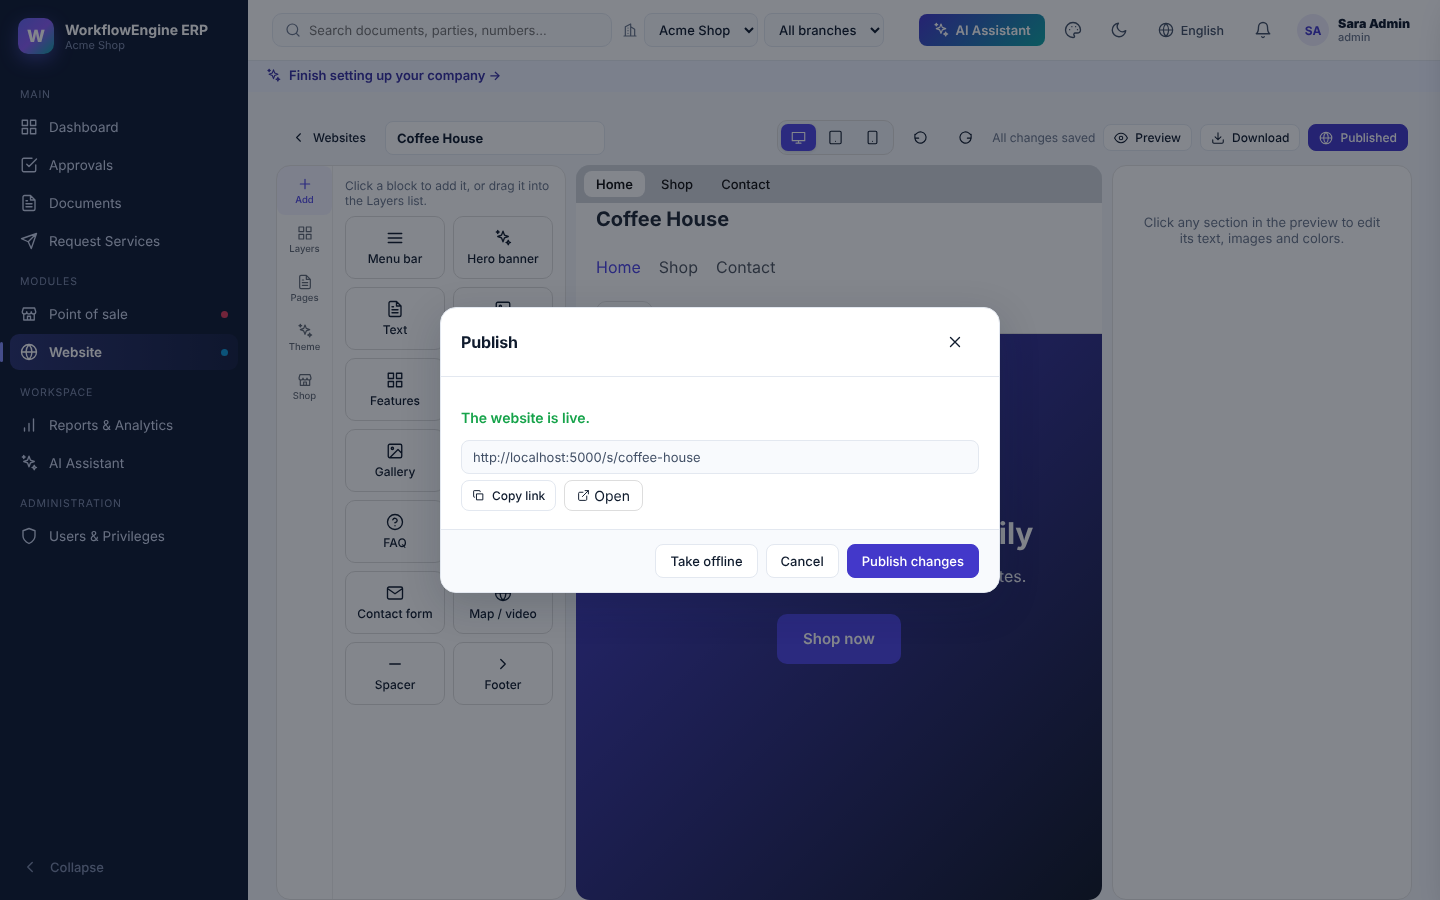 WorkflowEngine ERP
Acme Shop
MAIN
Dashboard
Approvals
Documents
Request Services
MODULES
Point of sale
Website
WORKSPACE
Reports & Analytics
AI Assistant
ADMINISTRATION
Users & Privileges
Collapse
W
Search documents, parties, numbers...
Acme Shop
All branches
AI Assistant
English
SA
Sara Admin
admin
Finish setting up your company →
Websites
Coffee House
All changes saved
Preview
Download
Published
Add
Layers
Pages
Theme
Shop
Click a block to add it, or drag it into
the Layers list.
Menu bar
Hero banner
Text
Features
Gallery
FAQ
Contact form
Map / video
Spacer
Footer
Home
Shop
Contact
Coffee House
Home
Shop
Contact
Shop now
Click any section in the preview to edit
its text, images and colors.
Publish
The website is live.
http://localhost:5000/s/coffee-house
Copy link
Open
Take offline
Cancel
Publish changes